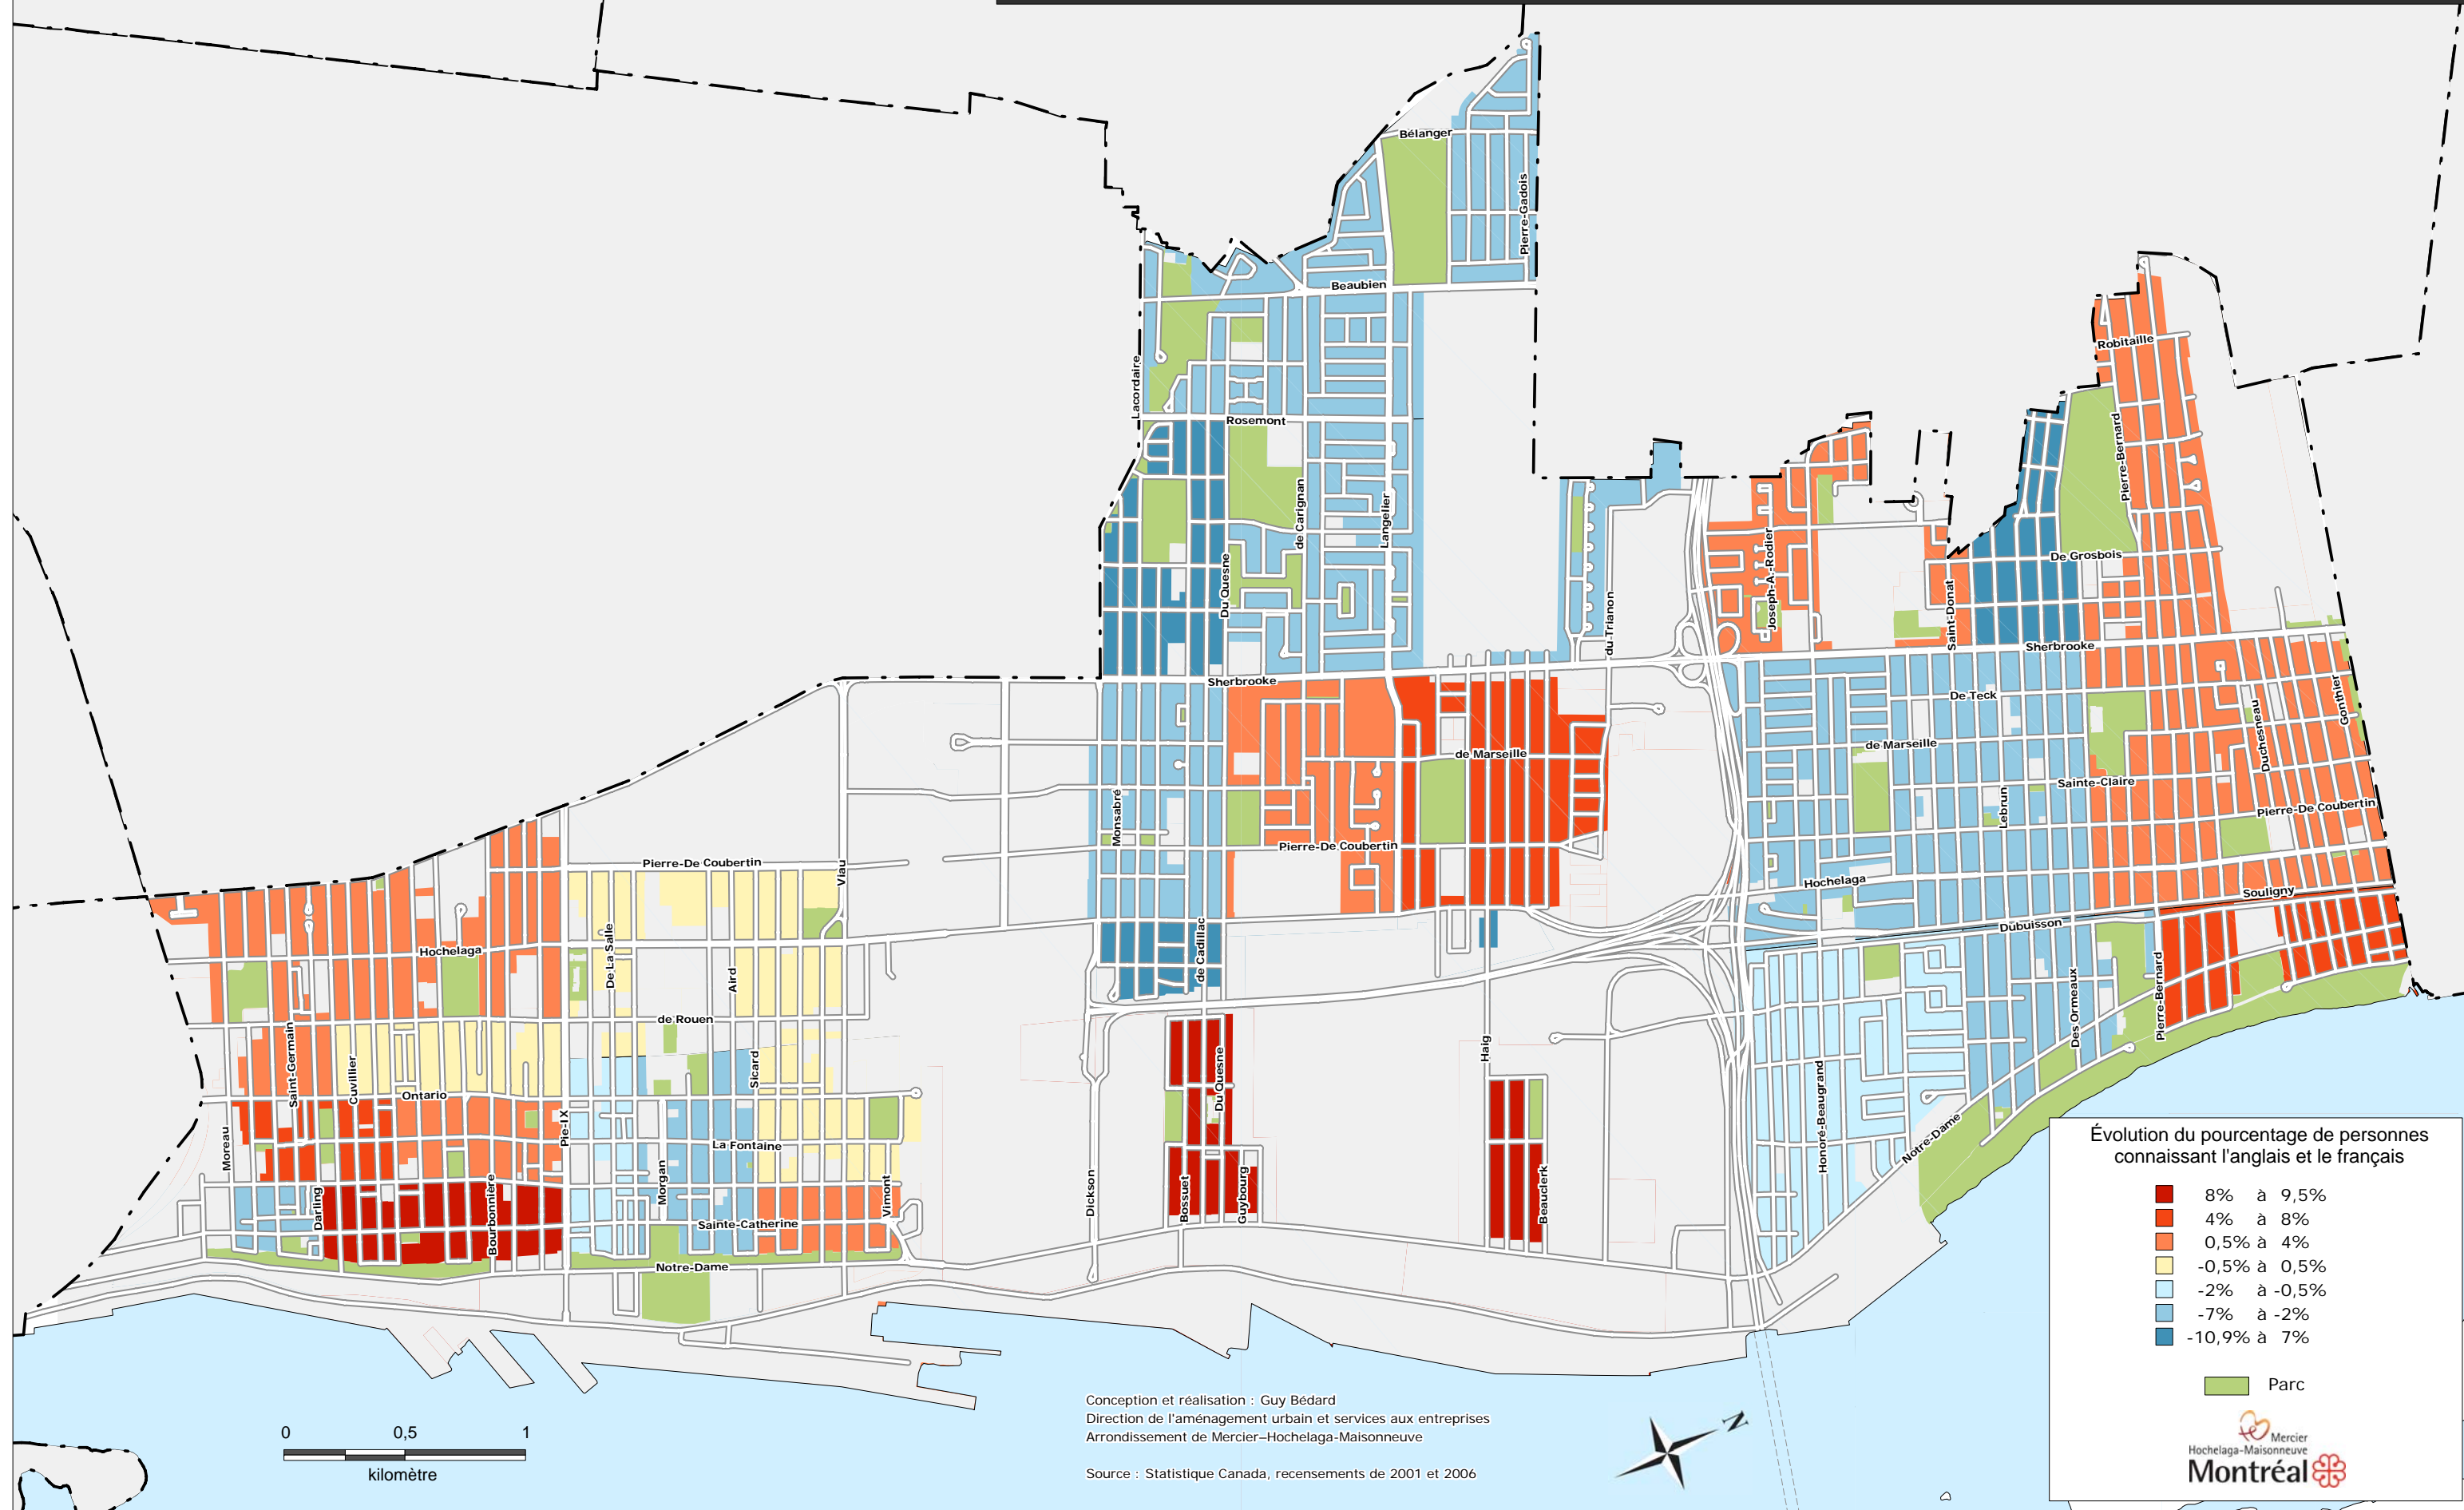 Bélanger
Pierre-Gadois
Beaubien
Lacordaire
Robitaille
Rosemont
Pierre-Bernard
de Carignan
Langelier
Du Quesne
du Trianon
Joseph-A.-Rodier
Saint-Donat
De Grosbois
Sherbrooke
Sherbrooke
De Teck
Gonthier
Duchesneau
de Marseille
de Marseille
Sainte-Claire
Monsabré
Lebrun
Pierre-De Coubertin
Pierre-De Coubertin
Pierre-De Coubertin
Viau
Hochelaga
Souligny
Hochelaga
De La Salle
Aird
de Cadillac
Dubuisson
Pierre-Bernard
Des Ormeaux
de Rouen
Saint-Germain
Cuvillier
Ontario
Sicard
Du Quesne
Haig
Honoré-Beaugrand
Notre-Dame
Moreau
Pie-IX
La Fontaine
Morgan
Vimont
Darling
Bourbonnière
Sainte-Catherine
Dickson
Bossuet
Guybourg
Beauclerk
Notre-Dame
Évolution du pourcentage de personnes
connaissant l'anglais et le français
8% à 9,5%
4% à 8%
0,5% à 4%
-0,5% à 0,5%
-2% à -0,5%
-7% à -2%
-10,9% à 7%
Parc
Mercier
Hochelaga-Maisonneuve
Montréal
Conception et réalisation : Guy Bédard
Direction de l'aménagement urbain et services aux entreprises
Arrondissement de Mercier–Hochelaga-Maisonneuve
Source : Statistique Canada, recensements de 2001 et 2006
N
0 0,5 1
kilomètre